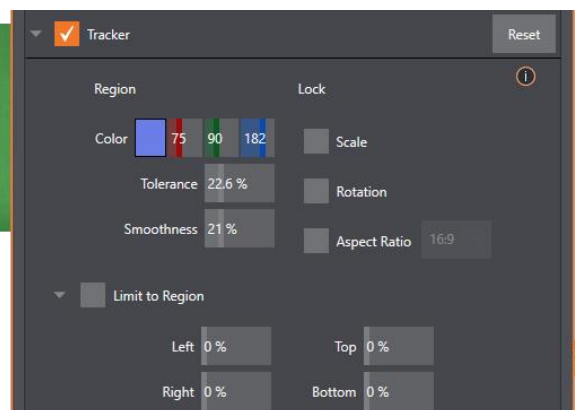 Tracker Reset
Region Lock
Color 75 90 182 Scale
Tolerance 22.6 % Rotation
Smoothness 21 % Aspect Ratio 16:9
Limit to Region
Left 0 % Top 0 %
Right 0 % Bottom 0 %